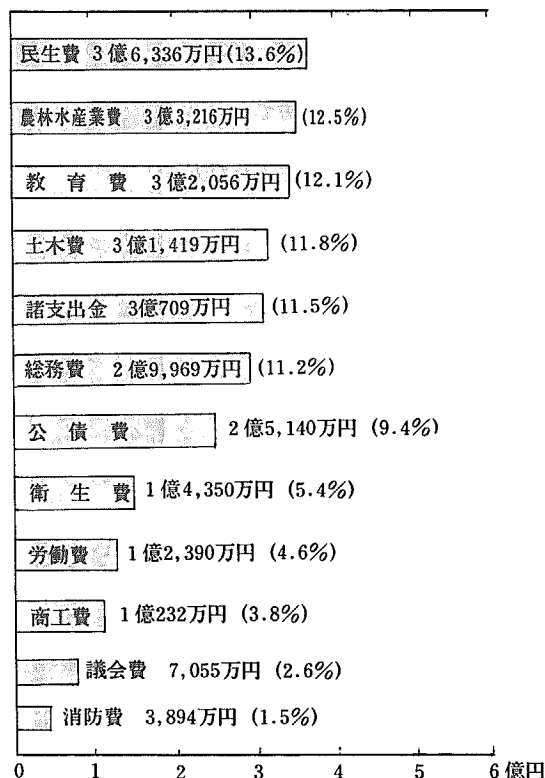 民生費 3億6,336万円(13.6%)
農林水産業費 3億3,216万円 (12.5%)
教育費 3億2,056万円 (12.1%)
土木費 3億1,419万円 (11.8%)
諸支出金 3億709万円 (11.5%)
総務費 2億9,969万円 (11.2%)
公債費 2億5,140万円 (9.4%)
衛生費 1億4,350万円 (5.4%)
労働費 1億2,390万円 (4.6%)
商工費 1億232万円 (3.8%)
議会費 7,055万円 (2.6%)
消防費 3,894万円 (1.5%)
0 1 2 3 4 5 6億円